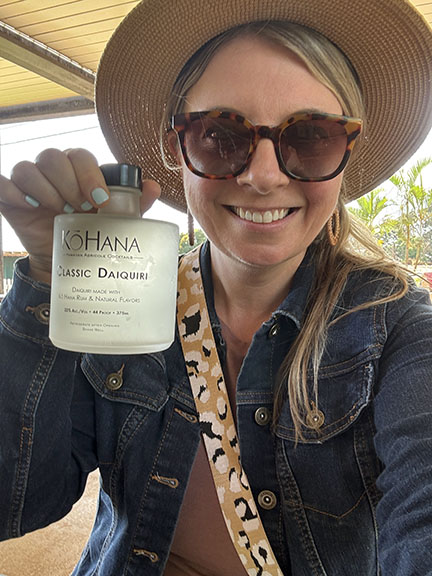 KōHANA
HAWAIIAN AGRICOLE COCKTAILS
CLASSIC DAIQUIRI
DAIQUIRI MADE WITH
KŌ HANA RUM & NATURAL FLAVORS
ALC/VOL • 44 PROOF • 375ML
REFRIGERATE AFTER OPENING
SHAKE WELL